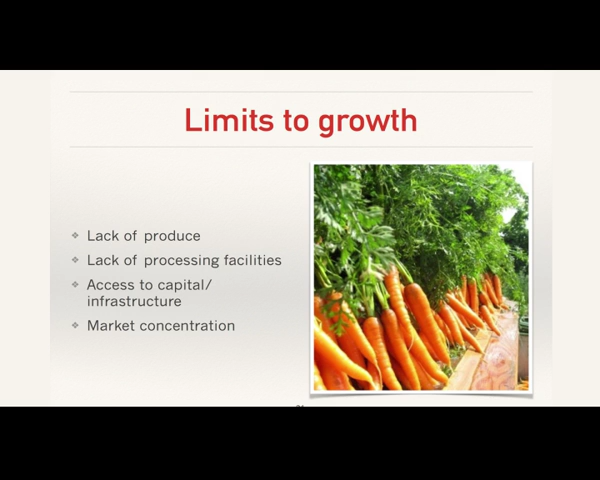 Limits to growth
Lack of produce
Lack of processing facilities
Access to capital/
infrastructure
Market concentration